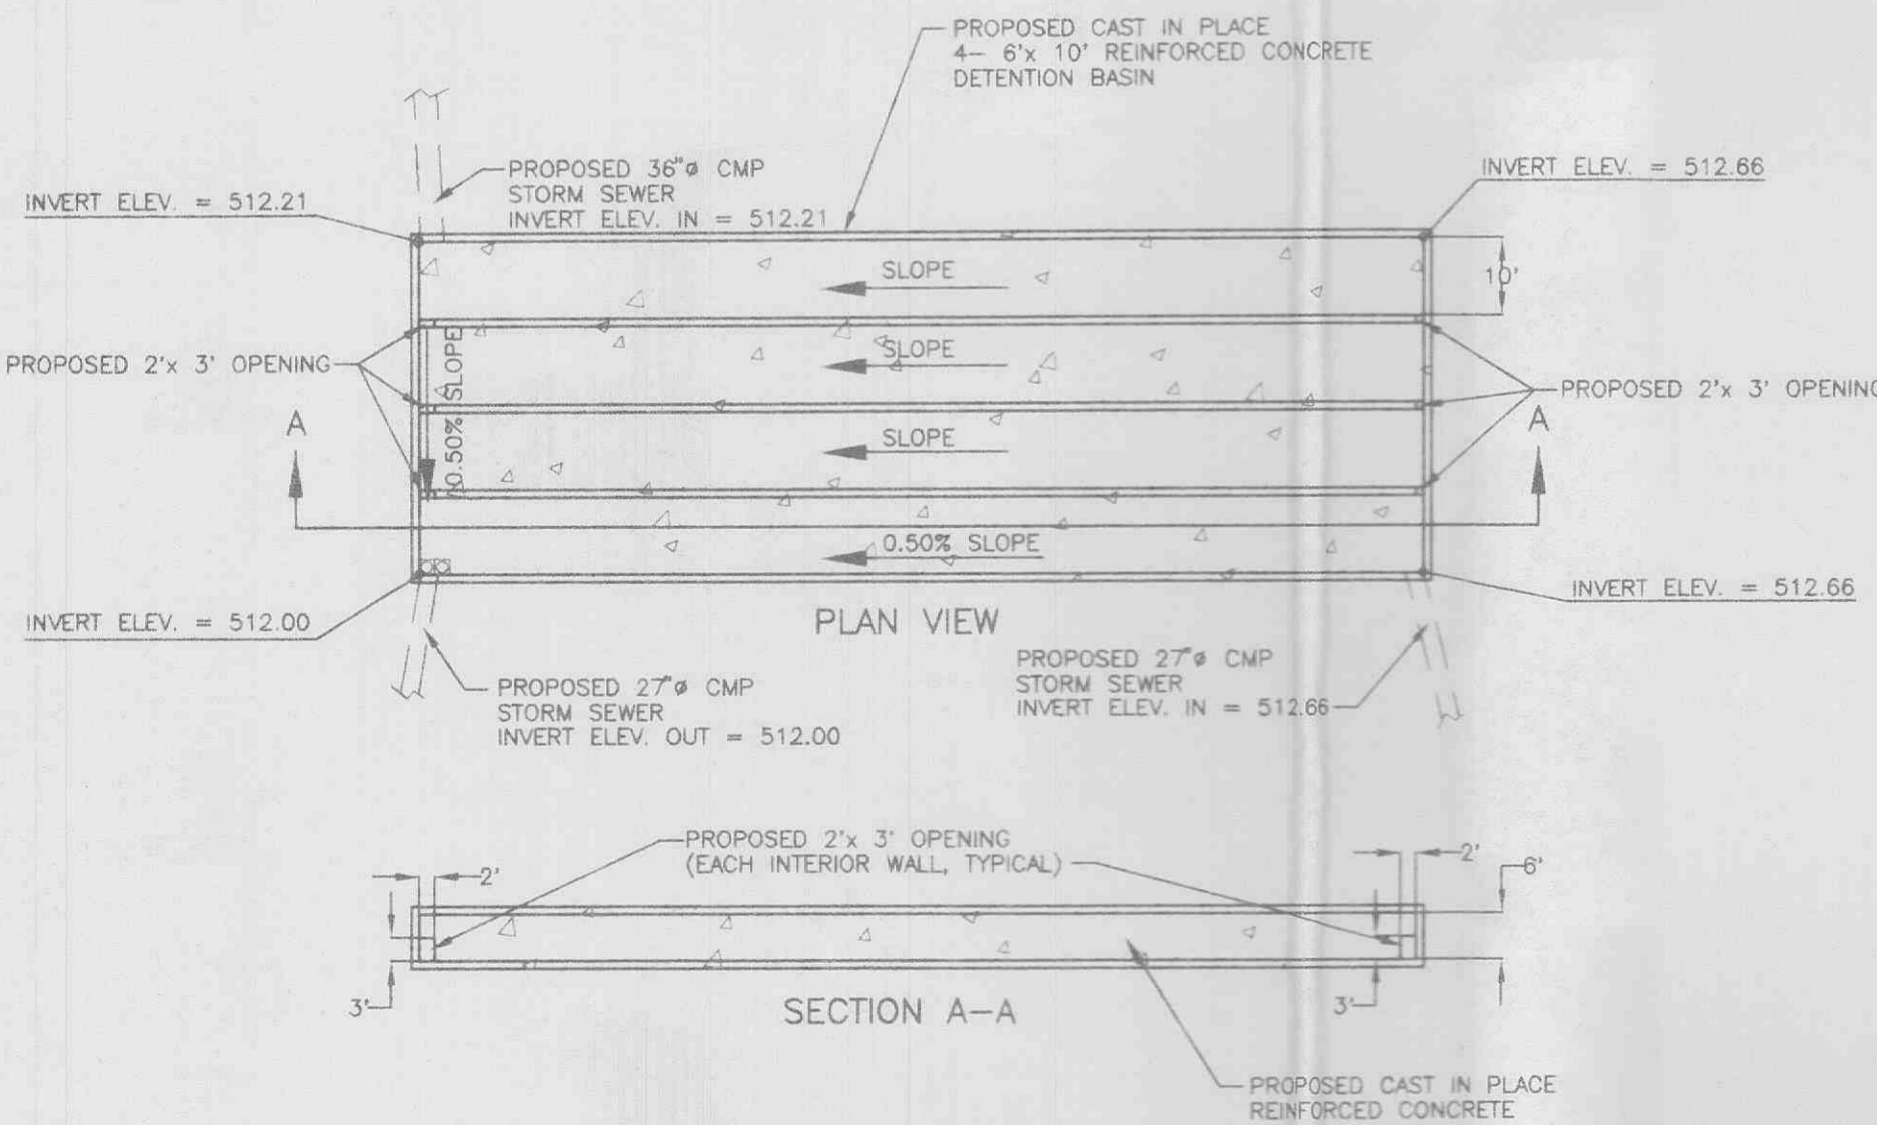 PROPOSED CAST IN PLACE
4- 6'x 10' REINFORCED CONCRETE
DETENTION BASIN
PROPOSED 36"ø CMP
STORM SEWER
INVERT ELEV. IN = 512.21
INVERT ELEV. = 512.66
INVERT ELEV. = 512.21
SLOPE
10'
SLOPE
PROPOSED 2'x 3' OPENING
0.50% SLOPE
PROPOSED 2'x 3' OPENING
A
A
SLOPE
0.50% SLOPE
INVERT ELEV. = 512.66
INVERT ELEV. = 512.00
PLAN VIEW
PROPOSED 27"ø CMP
STORM SEWER
INVERT ELEV. IN = 512.66
PROPOSED 27"ø CMP
STORM SEWER
INVERT ELEV. OUT = 512.00
PROPOSED 2'x 3' OPENING
(EACH INTERIOR WALL, TYPICAL)
2'
2'
6'
3'
3'
SECTION A-A
PROPOSED CAST IN PLACE
REINFORCED CONCRETE